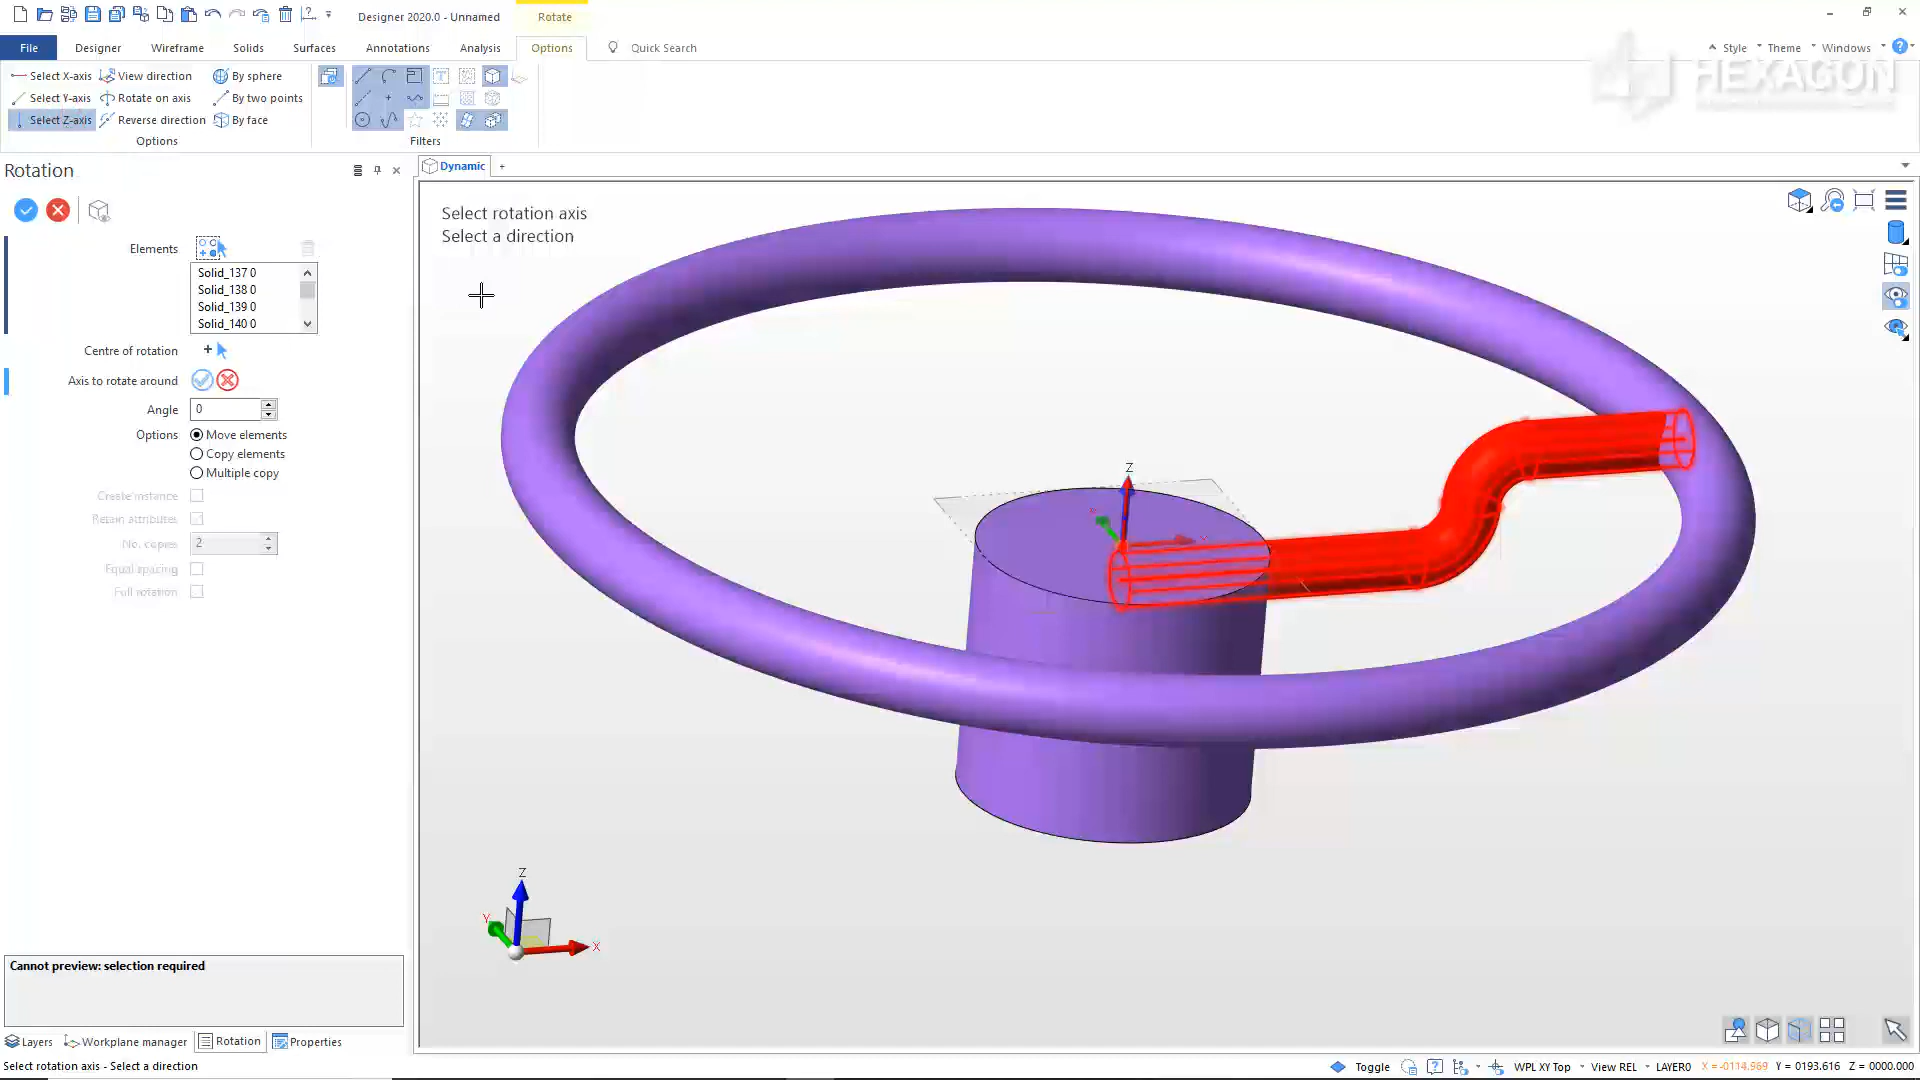 Designer 2020.0 - Unnamed
Rotate
File Designer Wireframe Solids Surfaces Annotations Analysis Options Quick Search
Style Theme Windows
HEXAGON
Select X-axis View direction By sphere
Select Y-axis Rotate on axis By two points
Select Z-axis Reverse direction By face
Options
Filters
Rotation
Dynamic
+
Select rotation axis
Select a direction
Elements
Solid_137 0
Solid_138 0
Solid_139 0
Solid_140 0
Centre of rotation
Axis to rotate around
Angle 0
Options Move elements
Copy elements
Multiple copy
Create instance
Retain attributes
No. copies 2
Equal spacing
Full rotation
Z
X
Z
Y
X
Cannot preview: selection required
Layers Workplane manager Rotation Properties
Select rotation axis - Select a direction
Toggle WPL XY Top View REL LAYER0 X = -0114.969 Y = 0193.616 Z = 0000.000